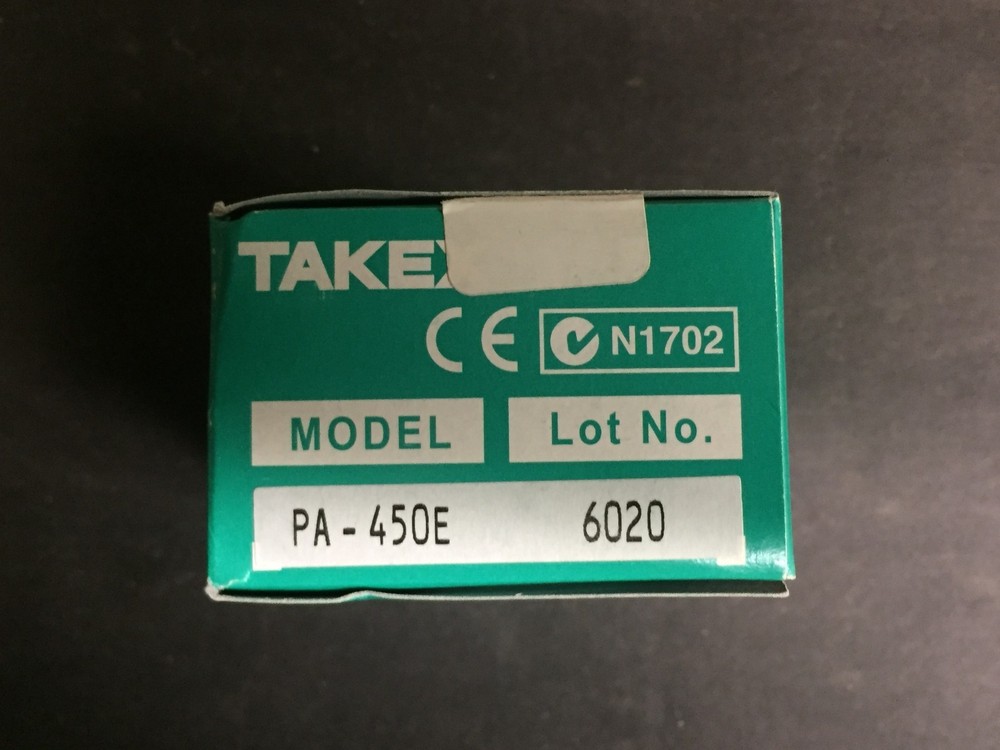 TAKEX
CE N1702
MODEL Lot No.
PA-450E 6020